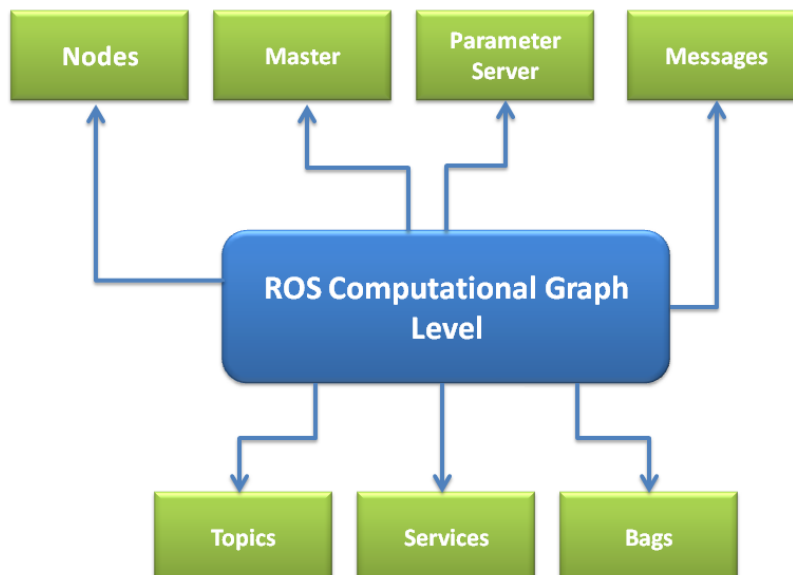 Nodes
Master
Parameter
Server
Messages
ROS Computational Graph
Level
Topics
Services
Bags